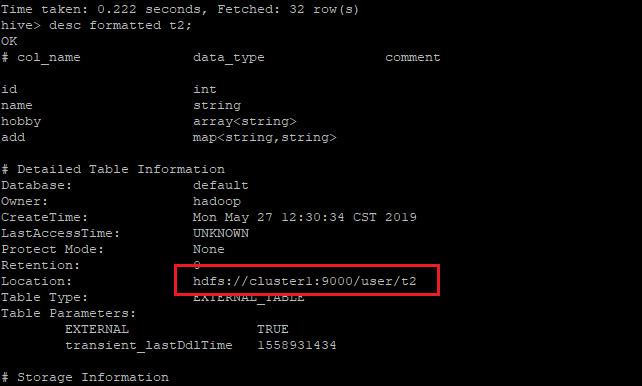 Time taken: 0.222 seconds, Fetched: 32 row(s)
hive> desc formatted t2;
OK
# col_name data_type comment
id int
name string
hobby array<string>
add map<string,string>
# Detailed Table Information
Database: default
Owner: hadoop
CreateTime: Mon May 27 12:30:34 CST 2019
LastAccessTime: UNKNOWN
Protect Mode: None
Retention: 0
Location: hdfs://cluster1:9000/user/t2
Table Type: EXTERNAL_TABLE
Table Parameters:
EXTERNAL TRUE
transient_lastDdlTime 1558931434
# Storage Information